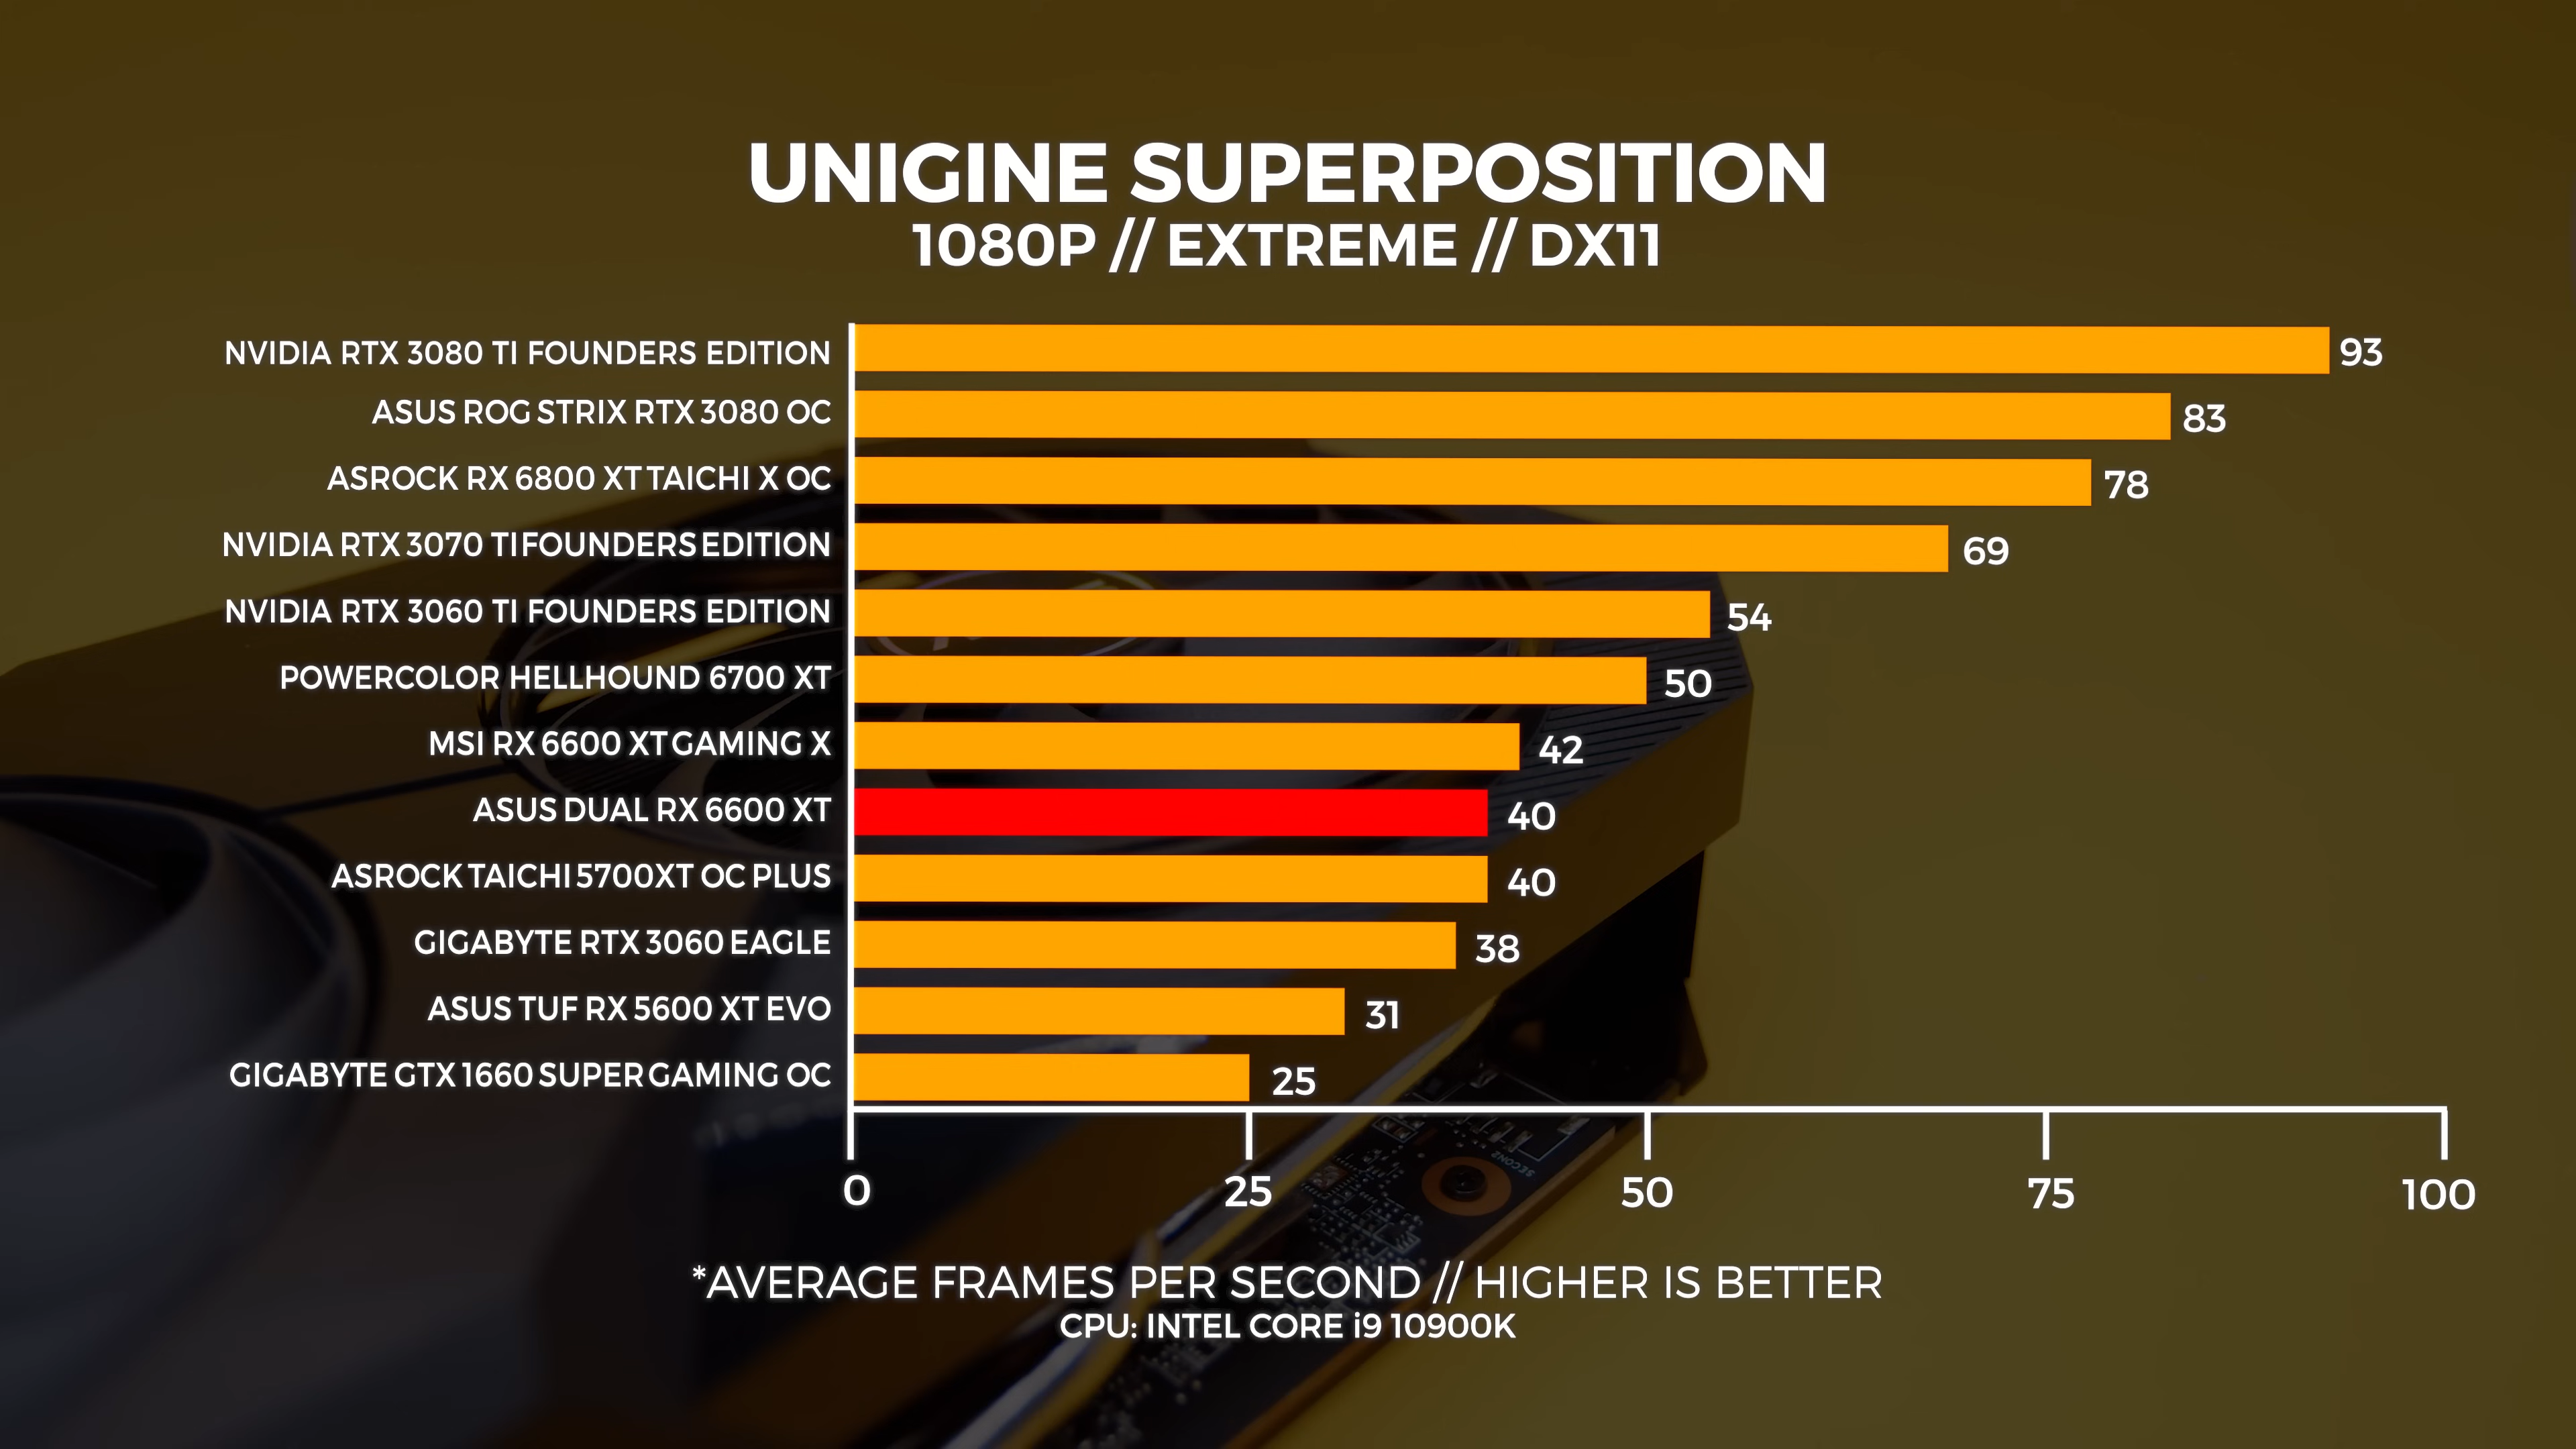 UNIGINE SUPERPOSITION
1080P // EXTREME // DX11
NVIDIA RTX 3080 TI FOUNDERS EDITION 93
ASUS ROG STRIX RTX 3080 OC 83
ASROCK RX 6800 XT TAICHI X OC 78
NVIDIA RTX 3070 TI FOUNDERS EDITION 69
NVIDIA RTX 3060 TI FOUNDERS EDITION 54
POWERCOLOR HELLHOUND 6700 XT 50
MSI RX 6600 XT GAMING X 42
ASUS DUAL RX 6600 XT 40
ASROCK TAICHI 5700XT OC PLUS 40
GIGABYTE RTX 3060 EAGLE 38
ASUS TUF RX 5600 XT EVO 31
GIGABYTE GTX 1660 SUPER GAMING OC 25
0 25 50 75 100
*AVERAGE FRAMES PER SECOND // HIGHER IS BETTER
CPU: INTEL CORE i9 10900K